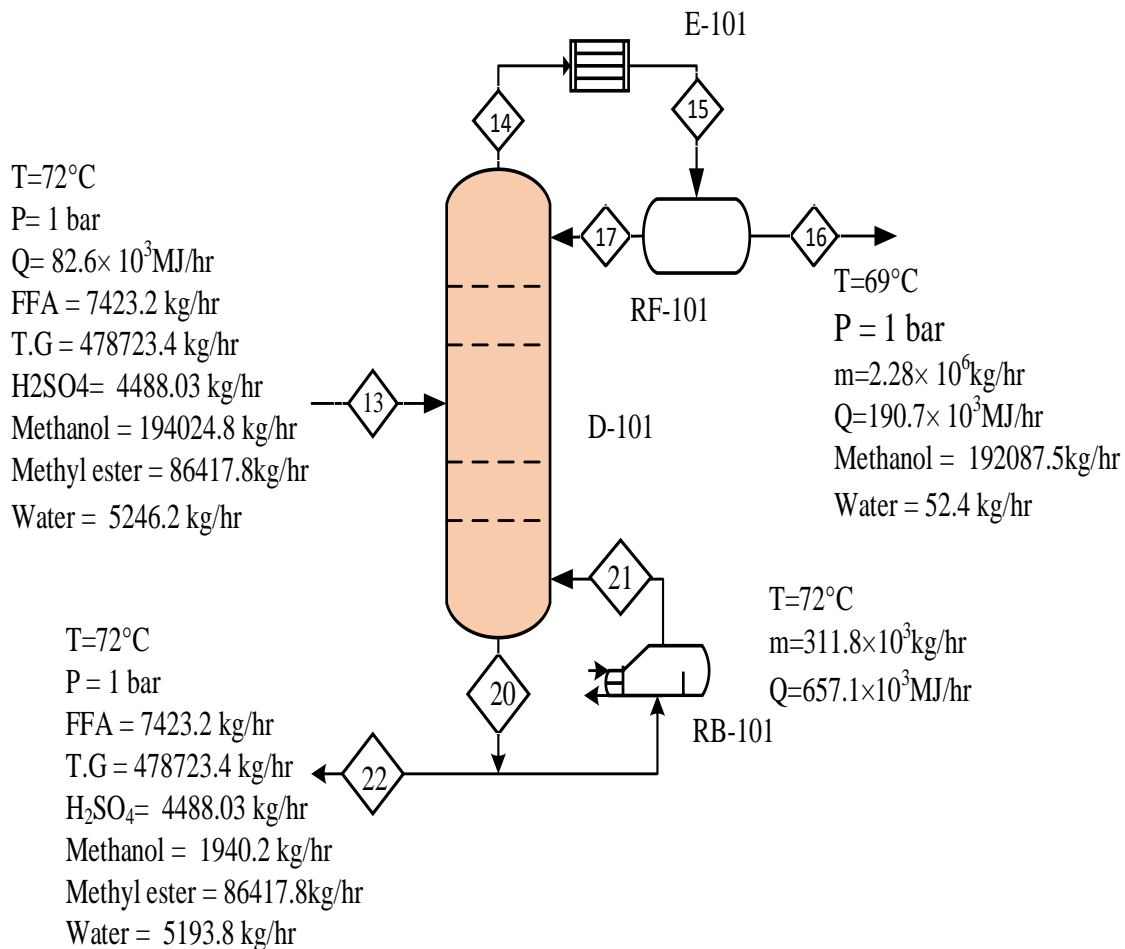 E-101
14
15
T=72°C
P= 1 bar
Q= 82.6× 10³MJ/hr
FFA = 7423.2 kg/hr
T.G = 478723.4 kg/hr
H2SO4= 4488.03 kg/hr
Methanol = 194024.8 kg/hr
Methyl ester = 86417.8kg/hr
Water = 5246.2 kg/hr
13
17
16
RF-101
T=69°C
P = 1 bar
m=2.28× 10⁶kg/hr
Q=190.7× 10³MJ/hr
Methanol = 192087.5kg/hr
Water = 52.4 kg/hr
D-101
21
T=72°C
m=311.8×10³kg/hr
Q=657.1×10³MJ/hr
RB-101
20
22
T=72°C
P = 1 bar
FFA = 7423.2 kg/hr
T.G = 478723.4 kg/hr
H₂SO₄= 4488.03 kg/hr
Methanol = 1940.2 kg/hr
Methyl ester = 86417.8kg/hr
Water = 5193.8 kg/hr